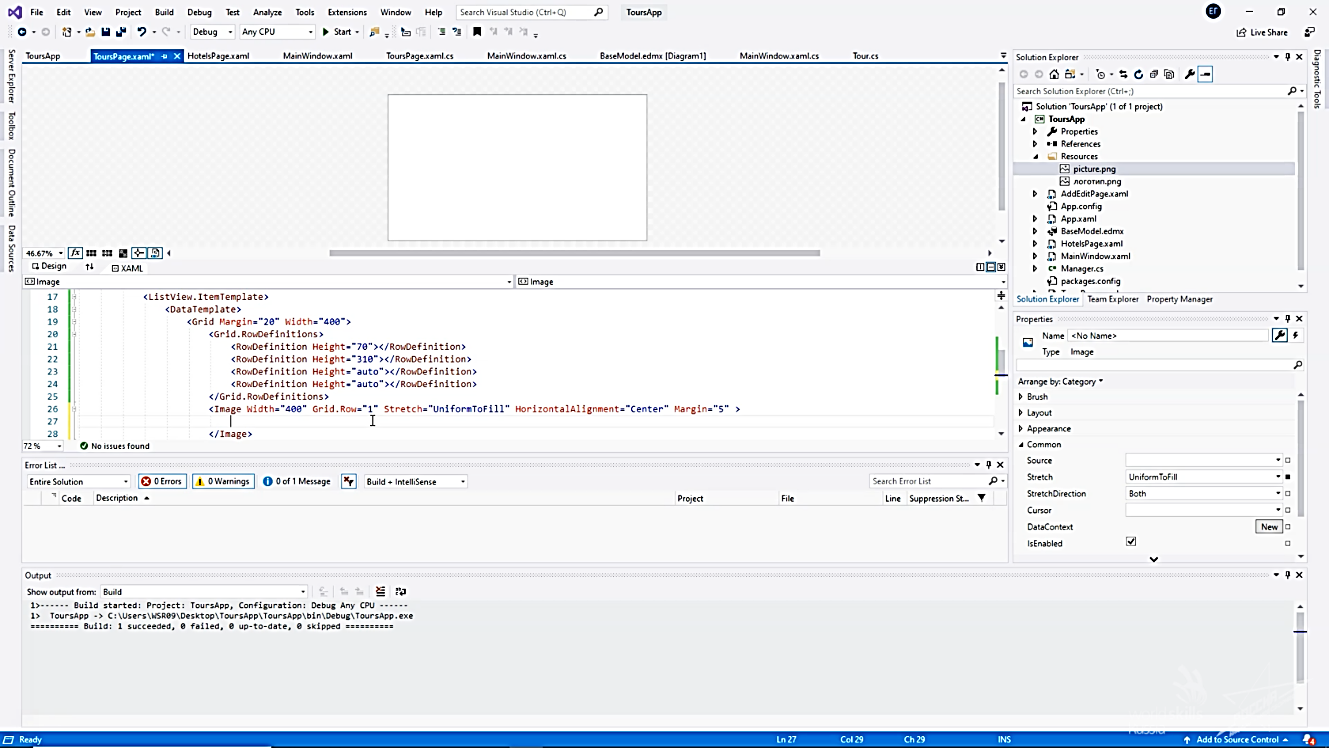 File Edit View Project Build Debug Test Analyze Tools Extensions Window Help Search Visual Studio (Ctrl+Q) ToursApp ЕГ
Debug Any CPU Start Live Share
ToursApp ToursPage.xaml* HotelsPage.xaml MainWindow.xaml ToursPage.xaml.cs MainWindow.xaml.cs BaseModel.edmx [Diagram1] MainWindow.xaml.cs Tour.cs
Server Explorer
Toolbox
Document Outline
Data Sources
46.67% fx
Design XAML
Image Image
17 <ListView.ItemTemplate>
18 <DataTemplate>
19 <Grid Margin="20" Width="400">
20 <Grid.RowDefinitions>
21 <RowDefinition Height="70"></RowDefinition>
22 <RowDefinition Height="310"></RowDefinition>
23 <RowDefinition Height="auto"></RowDefinition>
24 <RowDefinition Height="auto"></RowDefinition>
25 </Grid.RowDefinitions>
26 <Image Width="400" Grid.Row="1" Stretch="UniformToFill" HorizontalAlignment="Center" Margin="5" >
27
28 </Image>
72 % No issues found
Error List ...
Entire Solution 0 Errors 0 Warnings 0 of 1 Message Build + IntelliSense Search Error List
Code Description Project File Line Suppression St...
Output
Show output from: Build
1>------ Build started: Project: ToursApp, Configuration: Debug Any CPU ------
1> ToursApp -> C:\Users\WSR09\Desktop\ToursApp\ToursApp\bin\Debug\ToursApp.exe
========== Build: 1 succeeded, 0 failed, 0 up-to-date, 0 skipped ==========
Solution Explorer
Search Solution Explorer (Ctrl+;)
Solution 'ToursApp' (1 of 1 project)
ToursApp
Properties
References
Resources
picture.png
логотип.png
AddEditPage.xaml
App.config
App.xaml
BaseModel.edmx
HotelsPage.xaml
MainWindow.xaml
Manager.cs
packages.config
Solution Explorer Team Explorer Property Manager
Properties
Name <No Name>
Type Image
Arrange by: Category
Brush
Layout
Appearance
Common
Source
Stretch UniformToFill
StretchDirection Both
Cursor
DataContext New
IsEnabled
Diagnostic Tools
Russia
Ready Ln 27 Col 29 Ch 29 INS Add to Source Control 4